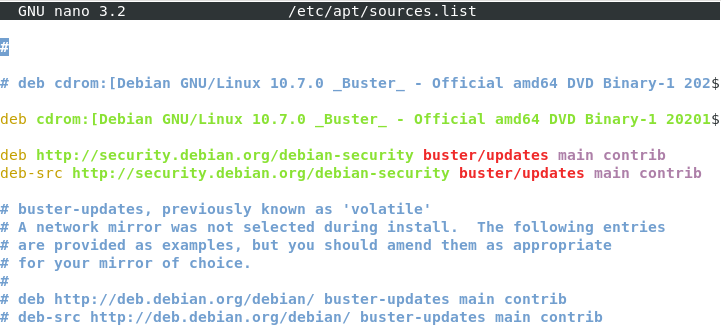 GNU nano 3.2 /etc/apt/sources.list
#
# deb cdrom:[Debian GNU/Linux 10.7.0 _Buster_ - Official amd64 DVD Binary-1 202$
deb cdrom:[Debian GNU/Linux 10.7.0 _Buster_ - Official amd64 DVD Binary-1 20201$
deb http://security.debian.org/debian-security buster/updates main contrib
deb-src http://security.debian.org/debian-security buster/updates main contrib
# buster-updates, previously known as 'volatile'
# A network mirror was not selected during install.  The following entries
# are provided as examples, but you should amend them as appropriate
# for your mirror of choice.
#
# deb http://deb.debian.org/debian/ buster-updates main contrib
# deb-src http://deb.debian.org/debian/ buster-updates main contrib